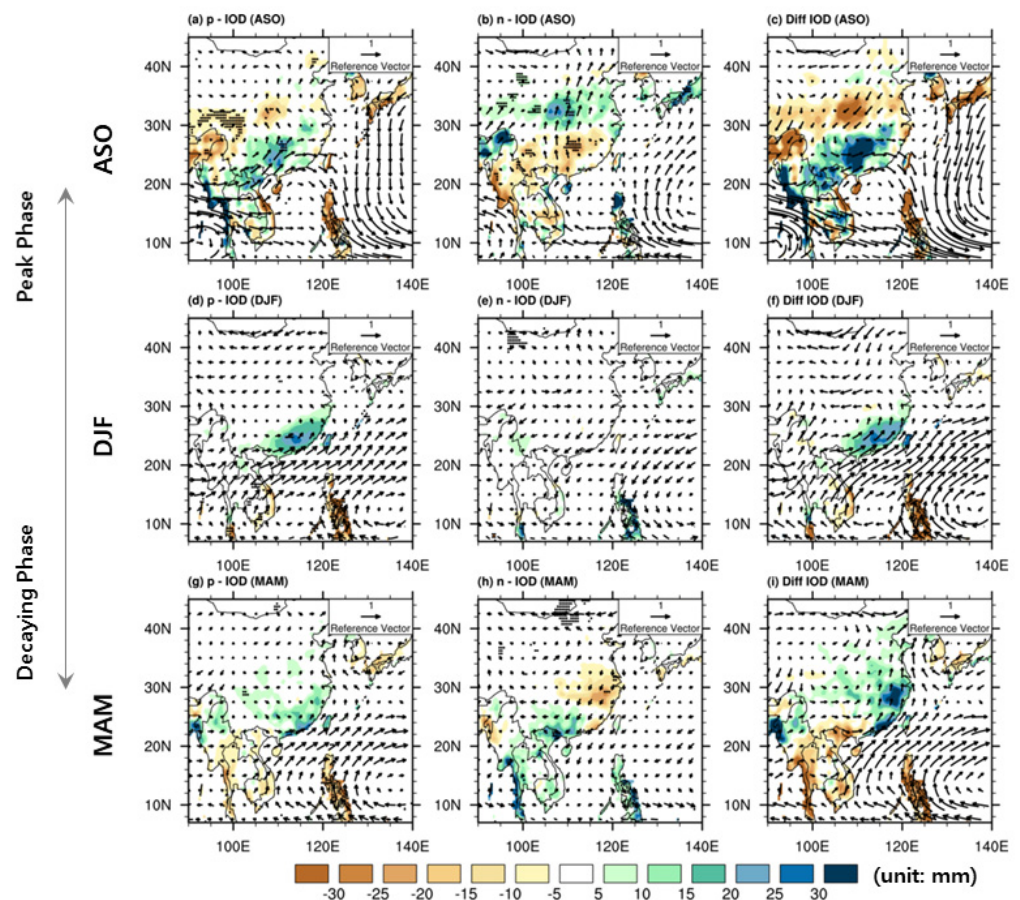 (a) p - IOD (ASO)
(b) n - IOD (ASO)
(c) Diff IOD (ASO)
1
Reference Vector
1
Reference Vector
1
Reference Vector
40N
30N
20N
10N
40N
30N
20N
10N
40N
30N
20N
10N
100E 120E 140E
100E 120E 140E
100E 120E 140E
ASO
Peak Phase
(d) p - IOD (DJF)
(e) n - IOD (DJF)
(f) Diff IOD (DJF)
1
Reference Vector
1
Reference Vector
1
Reference Vector
40N
30N
20N
10N
40N
30N
20N
10N
40N
30N
20N
10N
100E 120E 140E
100E 120E 140E
100E 120E 140E
DJF
Decaying Phase
(g) p - IOD (MAM)
(h) n - IOD (MAM)
(i) Diff IOD (MAM)
1
Reference Vector
1
Reference Vector
1
Reference Vector
40N
30N
20N
10N
40N
30N
20N
10N
40N
30N
20N
10N
100E 120E 140E
100E 120E 140E
100E 120E 140E
MAM
-30 -25 -20 -15 -10 -5 5 10 15 20 25 30
(unit: mm)